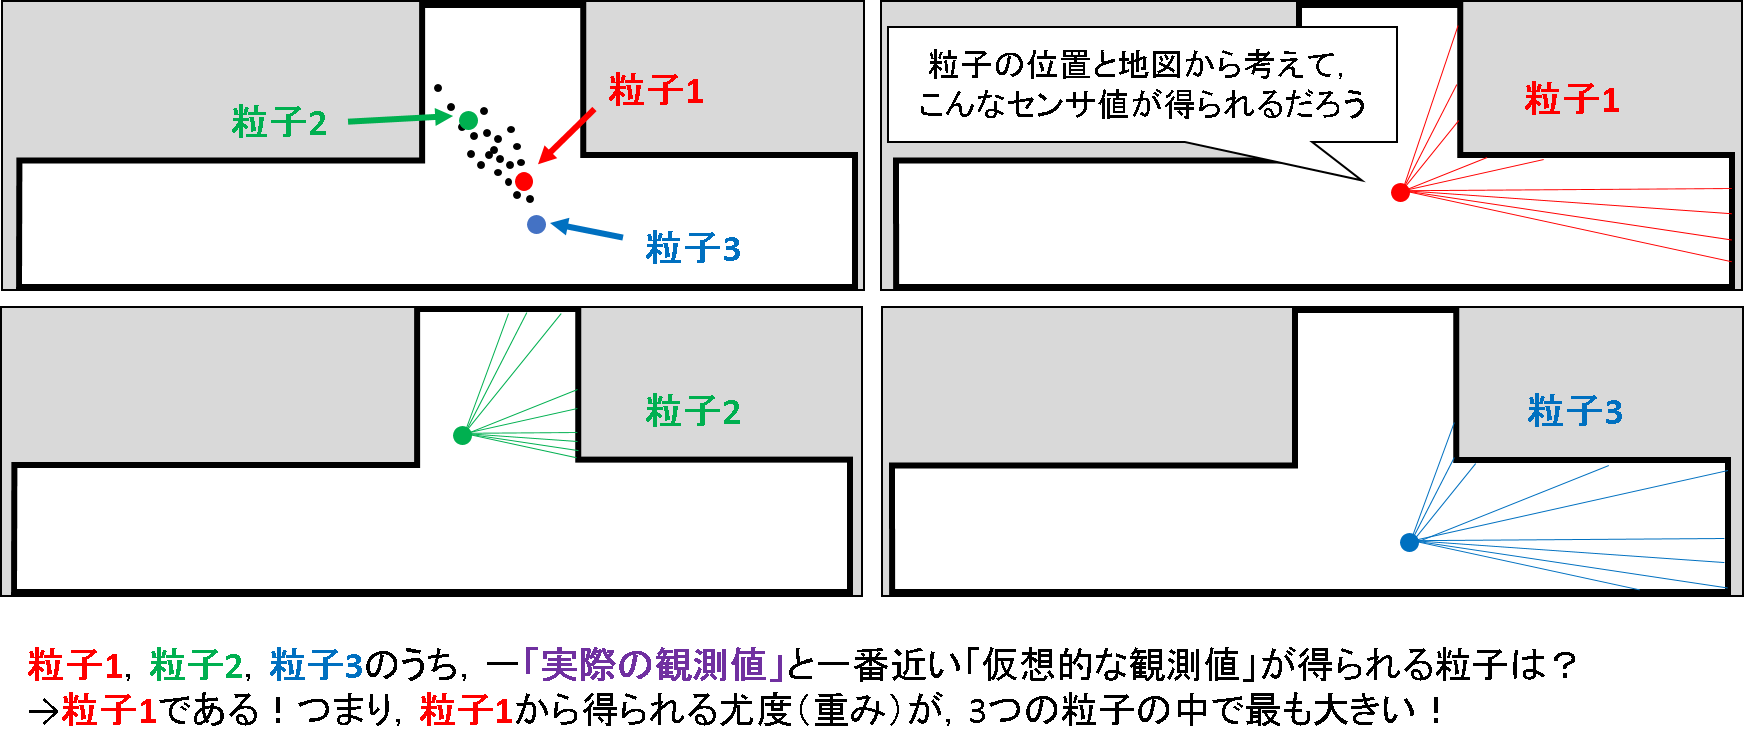 粒子2
粒子1
粒子3
粒子の位置と地図から考えて,
こんなセンサ値が得られるだろう
粒子1
粒子2
粒子3
粒子1, 粒子2, 粒子3のうち, ー「実際の観測値」と一番近い「仮想的な観測値」が得られる粒子は？
→粒子1である！つまり, 粒子1から得られる尤度（重み）が, 3つの粒子の中で最も大きい！